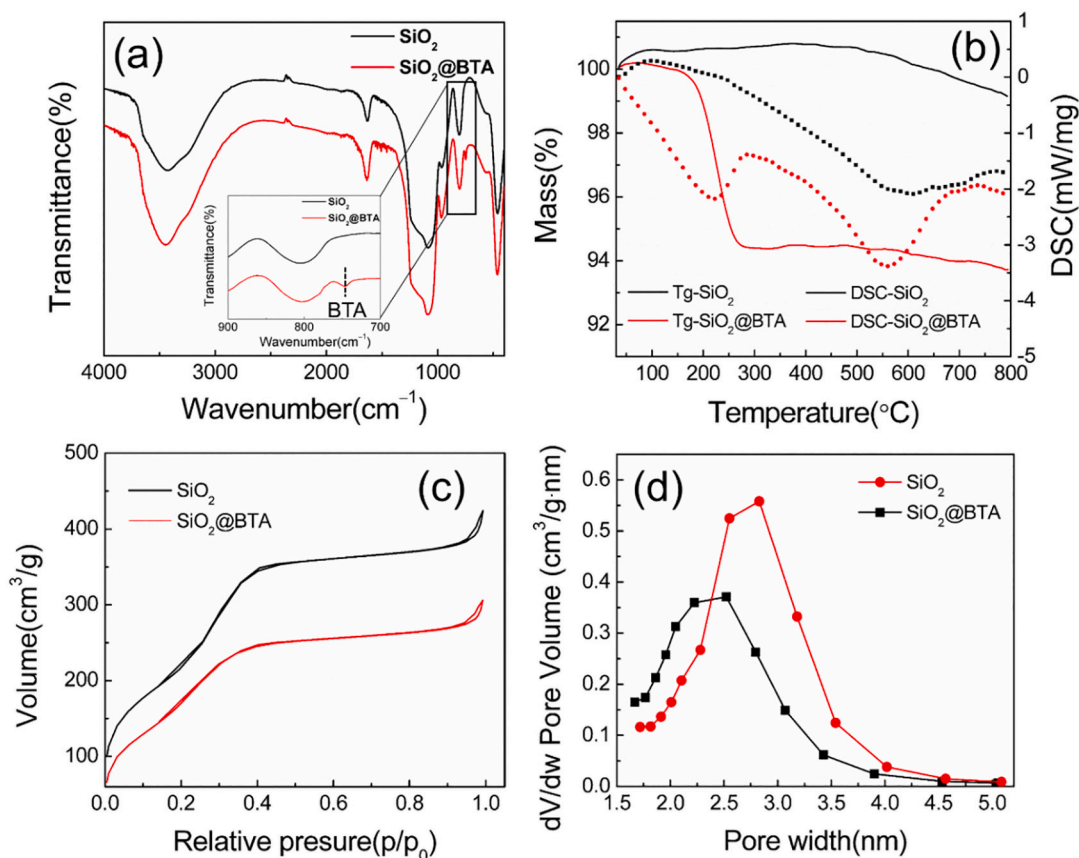 (a)
SiO2
SiO2@BTA
Transmittance(%)
SiO2
SiO2@BTA
Transmittance(%)
BTA
900 800 700
Wavenumber(cm−1)
4000 3000 2000 1000
Wavenumber(cm−1)
(b)
100
98
96
94
92
Mass(%)
1
0
-1
-2
-3
-4
-5
DSC(mW/mg)
Tg-SiO2 DSC-SiO2
Tg-SiO2@BTA DSC-SiO2@BTA
100 200 300 400 500 600 700 800
Temperature(°C)
500
400
300
200
100
Volume(cm3/g)
SiO2
SiO2@BTA
(c)
0.0 0.2 0.4 0.6 0.8 1.0
Relative presure(p/p0)
0.6
0.5
0.4
0.3
0.2
0.1
0.0
dV/dw Pore Volume (cm3/g·nm)
(d)
SiO2
SiO2@BTA
1.5 2.0 2.5 3.0 3.5 4.0 4.5 5.0
Pore width(nm)